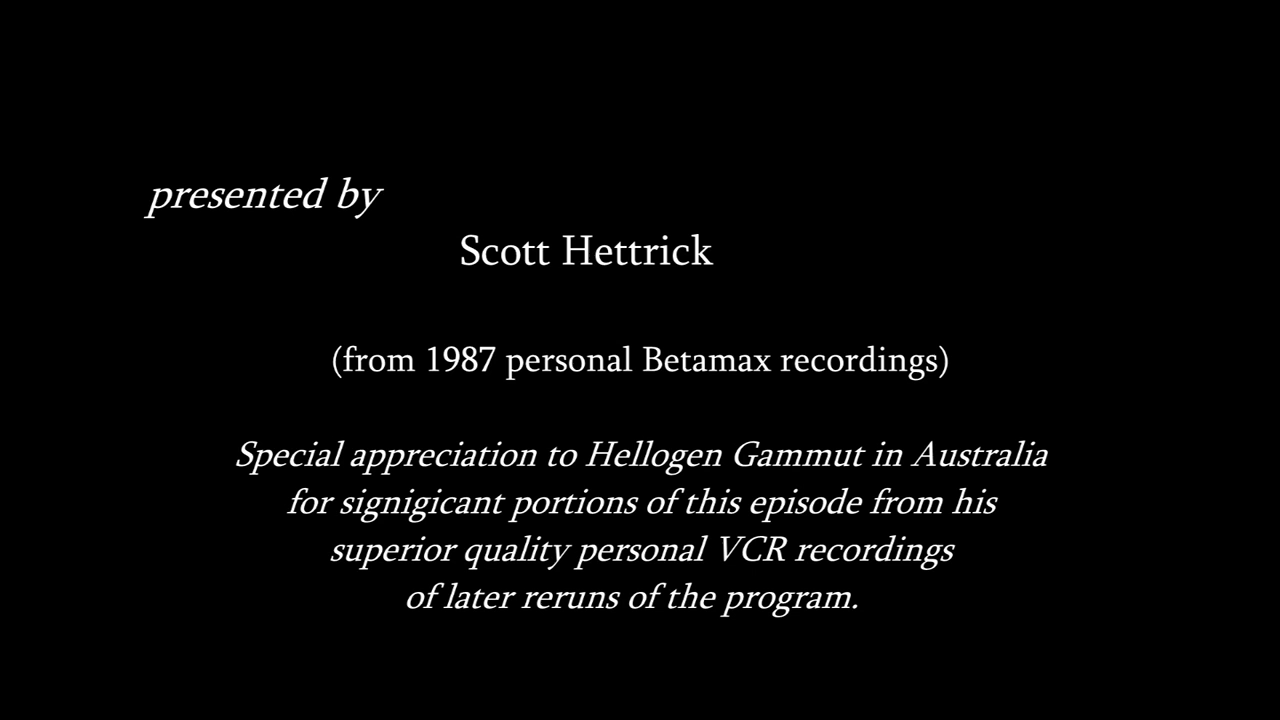 presented by
Scott Hettrick
(from 1987 personal Betamax recordings)
Special appreciation to Hellogen Gammut in Australia
for signigicant portions of this episode from his
superior quality personal VCR recordings
of later reruns of the program.